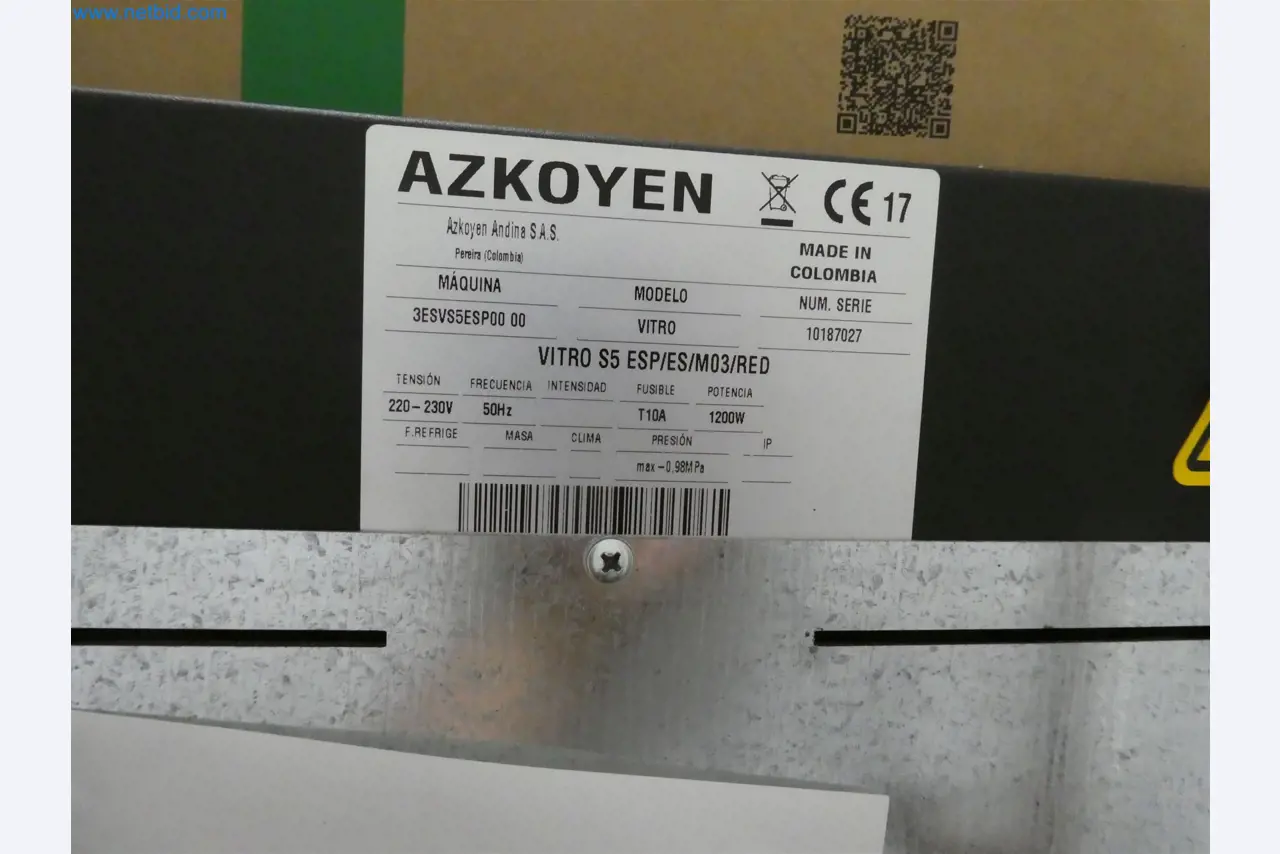 www.netbid.com
AZKOYEN
CE 17
Azkoyen Andina S.A.S.
Pereira (Colombia)
MADE IN
COLOMBIA
MÁQUINA MODELO NUM. SERIE
3ESVS5ESP00 00 VITRO 10187027
VITRO S5 ESP/ES/M03/RED
TENSIÓN FRECUENCIA INTENSIDAD FUSIBLE POTENCIA
220-230V 50Hz T10A 1200W
F.REFRIGE MASA CLIMA PRESIÓN IP
max -0,98MPa